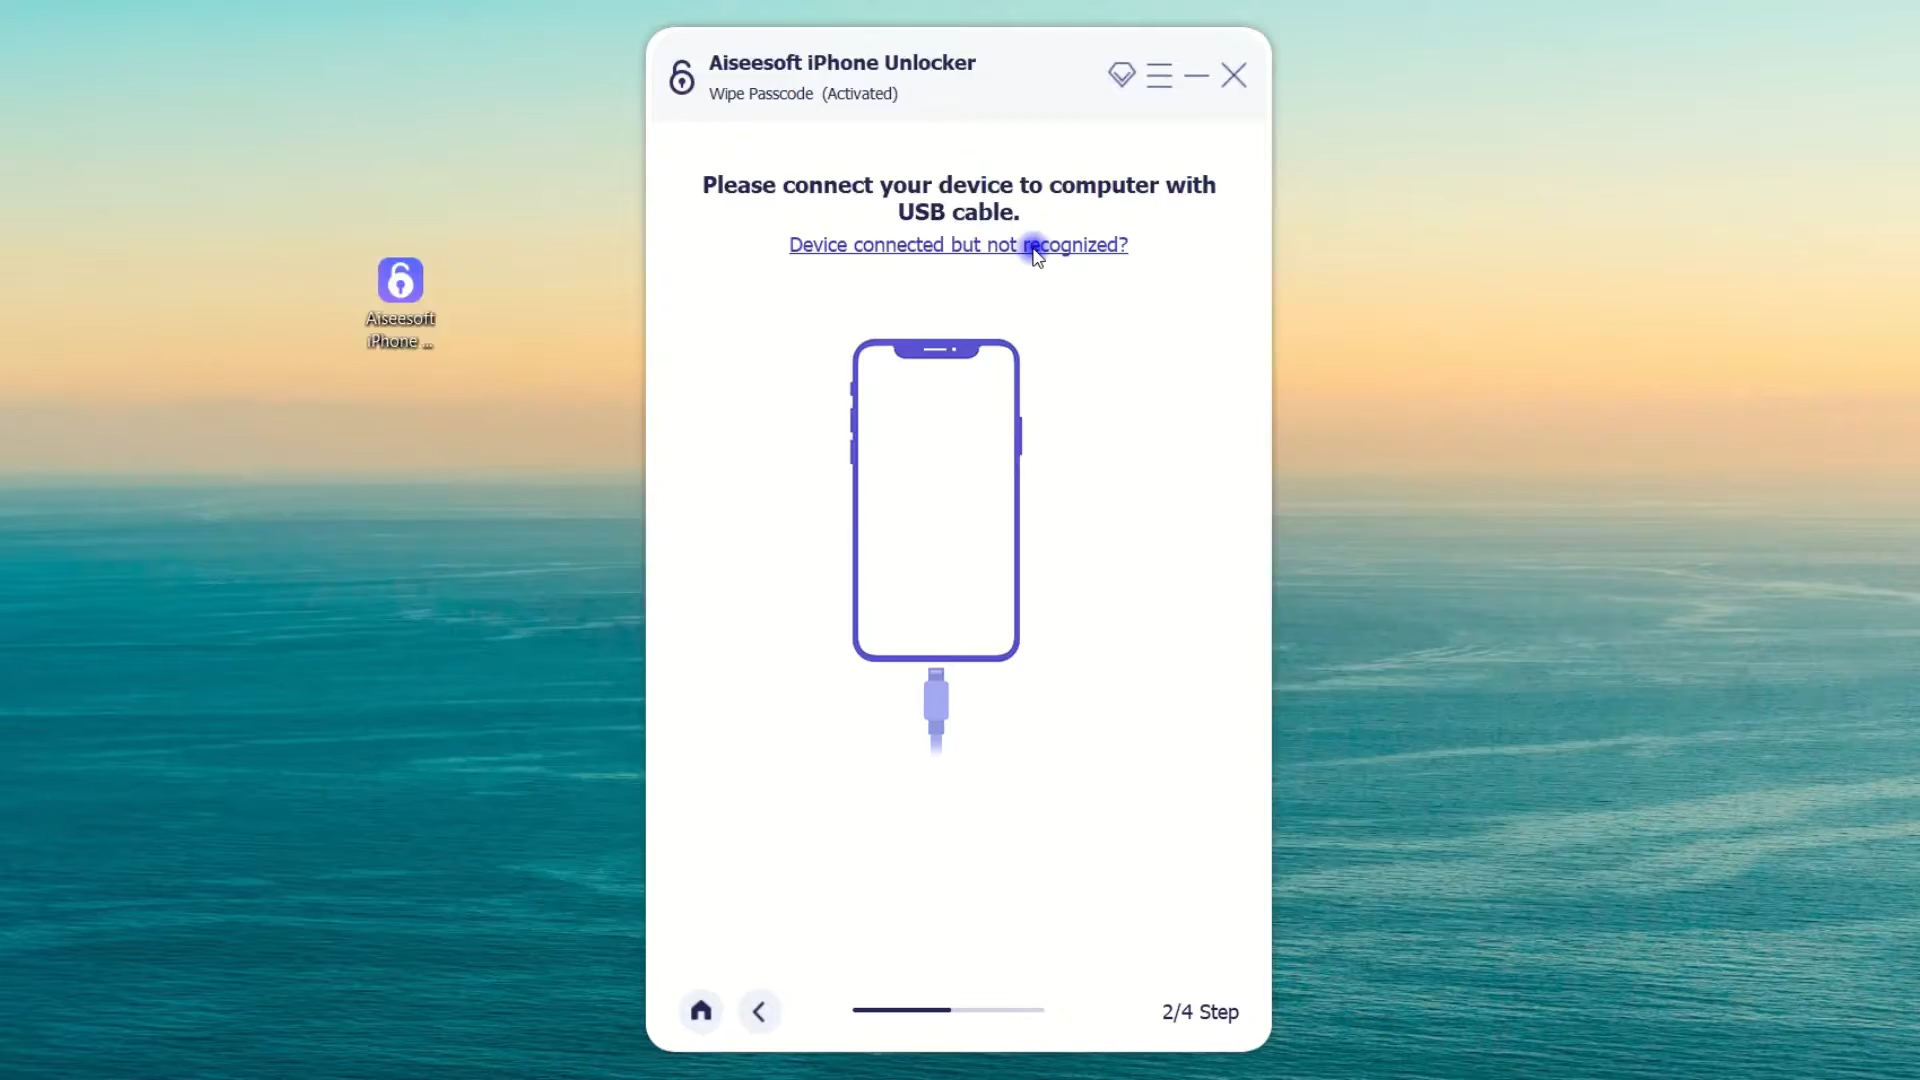 Aiseesoft iPhone Unlocker
Wipe Passcode (Activated)
Please connect your device to computer with
USB cable.
Device connected but not recognized?
Aiseesoft
iPhone ...
2/4 Step